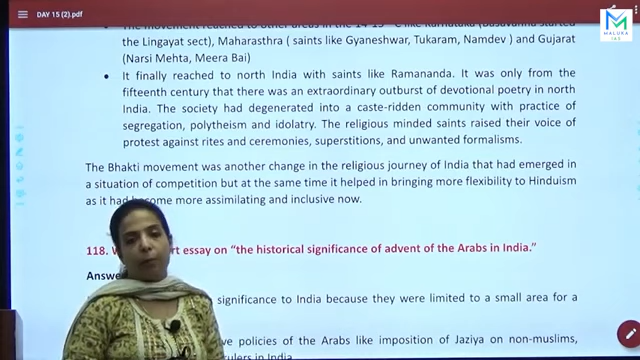 DAY 15 (2).pdf
MALUKA
IAS
The movement reached to other areas in the 14-15th C like Karnataka (Basavanna started
the Lingayat sect), Maharasthra ( saints like Gyaneshwar, Tukaram, Namdev ) and Gujarat
(Narsi Mehta, Meera Bai)
• It finally reached to north India with saints like Ramananda. It was only from the
fifteenth century that there was an extraordinary outburst of devotional poetry in north
India. The society had degenerated into a caste-ridden community with practice of
segregation, polytheism and idolatry. The religious minded saints raised their voice of
protest against rites and ceremonies, superstitions, and unwanted formalisms.
The Bhakti movement was another change in the religious journey of India that had emerged in
a situation of competition but at the same time it helped in bringing more flexibility to Hinduism
as it had become more assimilating and inclusive now.
118. rt essay on “the historical significance of advent of the Arabs in India.”
Answe
significance to India because they were limited to a small area for a
ve policies of the Arabs like imposition of Jaziya on non-muslims,
rulers in India